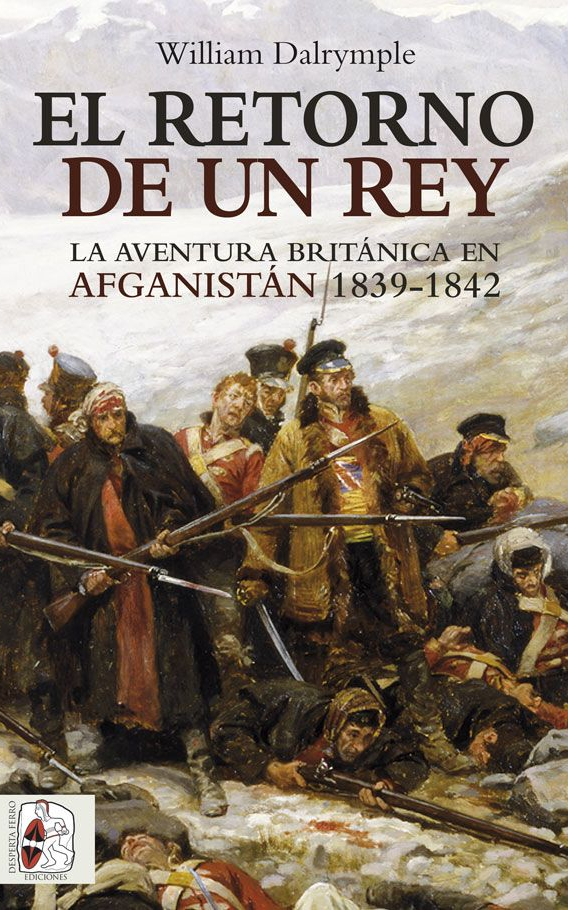 William Dalrymple
EL RETORNO
DE UN REY
LA AVENTURA BRITÁNICA EN
AFGANISTÁN 1839-1842
DESPERTA FERRO
EDICIONES